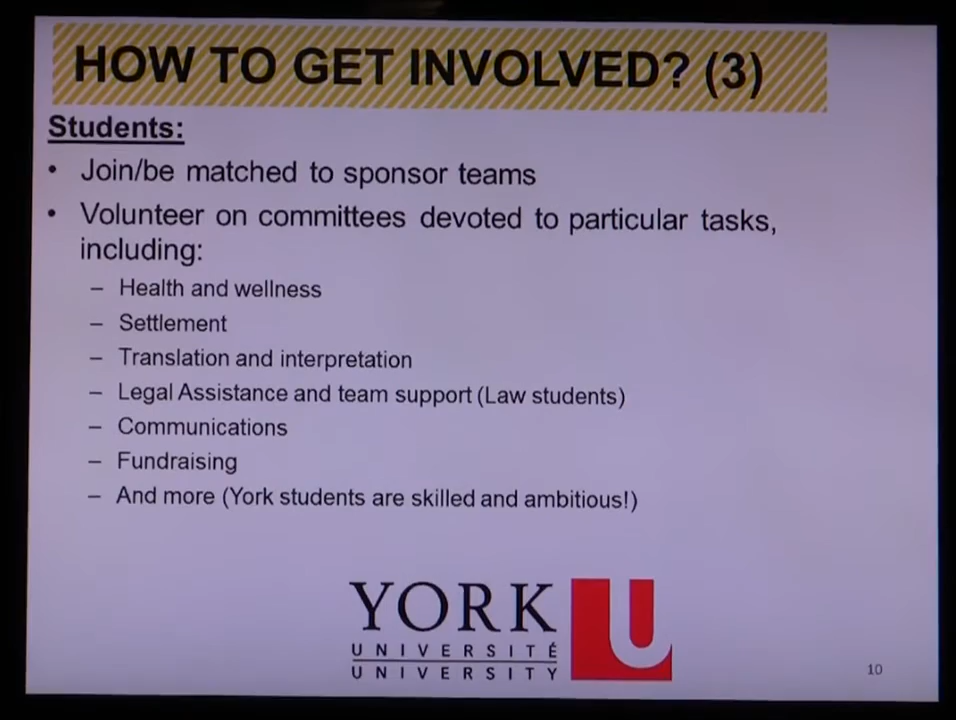 HOW TO GET INVOLVED? (3)
Students:
• Join/be matched to sponsor teams
• Volunteer on committees devoted to particular tasks,
including:
– Health and wellness
– Settlement
– Translation and interpretation
– Legal Assistance and team support (Law students)
– Communications
– Fundraising
– And more (York students are skilled and ambitious!)
YORK U
UNIVERSITÉ
UNIVERSITY
10